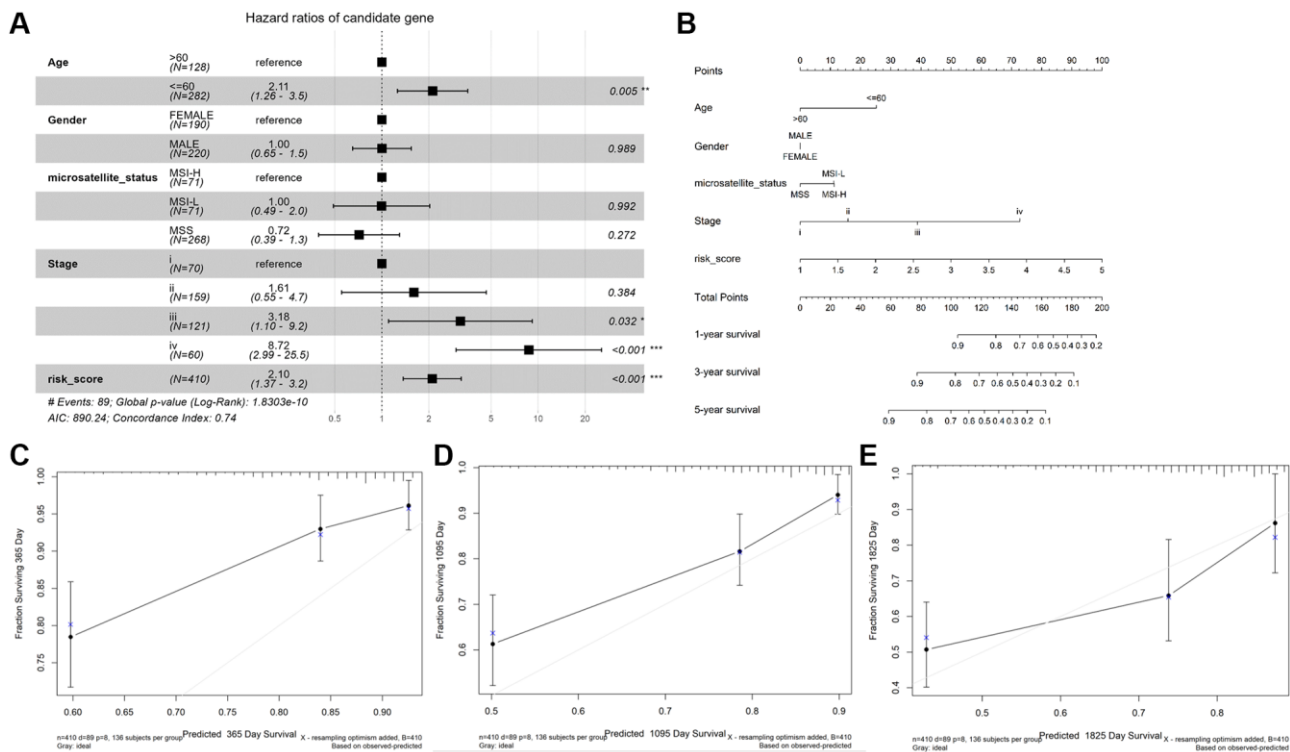 A
Hazard ratios of candidate gene
Age >60 (N=128) reference
<=60 (N=282) 2.11 (1.26 - 3.5) 0.005 **
Gender FEMALE (N=190) reference
MALE (N=220) 1.00 (0.65 - 1.5) 0.989
microsatellite_status MSI-H (N=71) reference
MSI-L (N=71) 1.00 (0.49 - 2.0) 0.992
MSS (N=268) 0.72 (0.39 - 1.3) 0.272
Stage i (N=70) reference
ii (N=159) 1.61 (0.55 - 4.7) 0.384
iii (N=121) 3.18 (1.10 - 9.2) 0.032 *
iv (N=60) 8.72 (2.99 - 25.5) <0.001 ***
risk_score (N=410) 2.10 (1.37 - 3.2) <0.001 ***
# Events: 89; Global p-value (Log-Rank): 1.8303e-10
AIC: 890.24; Concordance Index: 0.74
0.5 1 2 5 10 20
B
Points 0 10 20 30 40 50 60 70 80 90 100
Age >60 <=60
Gender MALE FEMALE
microsatellite_status MSS MSI-L MSI-H
Stage i ii iii iv
risk_score 1 1.5 2 2.5 3 3.5 4 4.5 5
Total Points 0 20 40 60 80 100 120 140 160 180 200
1-year survival 0.9 0.8 0.7 0.6 0.5 0.4 0.3 0.2
3-year survival 0.9 0.8 0.7 0.6 0.5 0.4 0.3 0.2 0.1
5-year survival 0.9 0.8 0.7 0.6 0.5 0.4 0.3 0.2 0.1
C
Fraction Surviving 365 Day
1.00
0.95
0.90
0.85
0.80
0.75
0.60 0.65 0.70 0.75 0.80 0.85 0.90
Predicted 365 Day Survival
n=410 d=89 p=8, 136 subjects per group
Gray: ideal
X - resampling optimism added, B=410
Based on observed-predicted
D
Fraction Surviving 1095 Day
1.0
0.9
0.8
0.7
0.6
0.5 0.6 0.7 0.8 0.9
Predicted 1095 Day Survival
n=410 d=89 p=8, 136 subjects per group
Gray: ideal
X - resampling optimism added, B=410
Based on observed-predicted
E
Fraction Surviving 1825 Day
1.0
0.9
0.8
0.7
0.6
0.5
0.4
0.5 0.6 0.7 0.8
Predicted 1825 Day Survival
n=410 d=89 p=8, 136 subjects per group
Gray: ideal
X - resampling optimism added, B=410
Based on observed-predicted